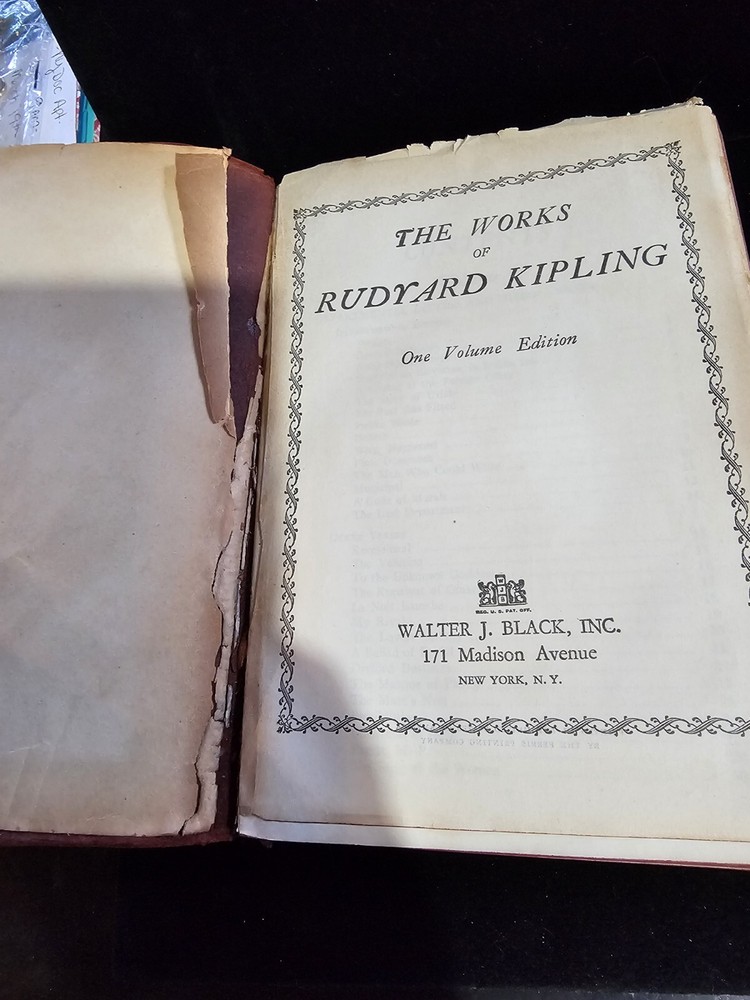 THE WORKS
OF
RUDYARD KIPLING
One Volume Edition
W
J B
REG. U. S. PAT. OFF.
WALTER J. BLACK, INC.
171 Madison Avenue
NEW YORK, N. Y.